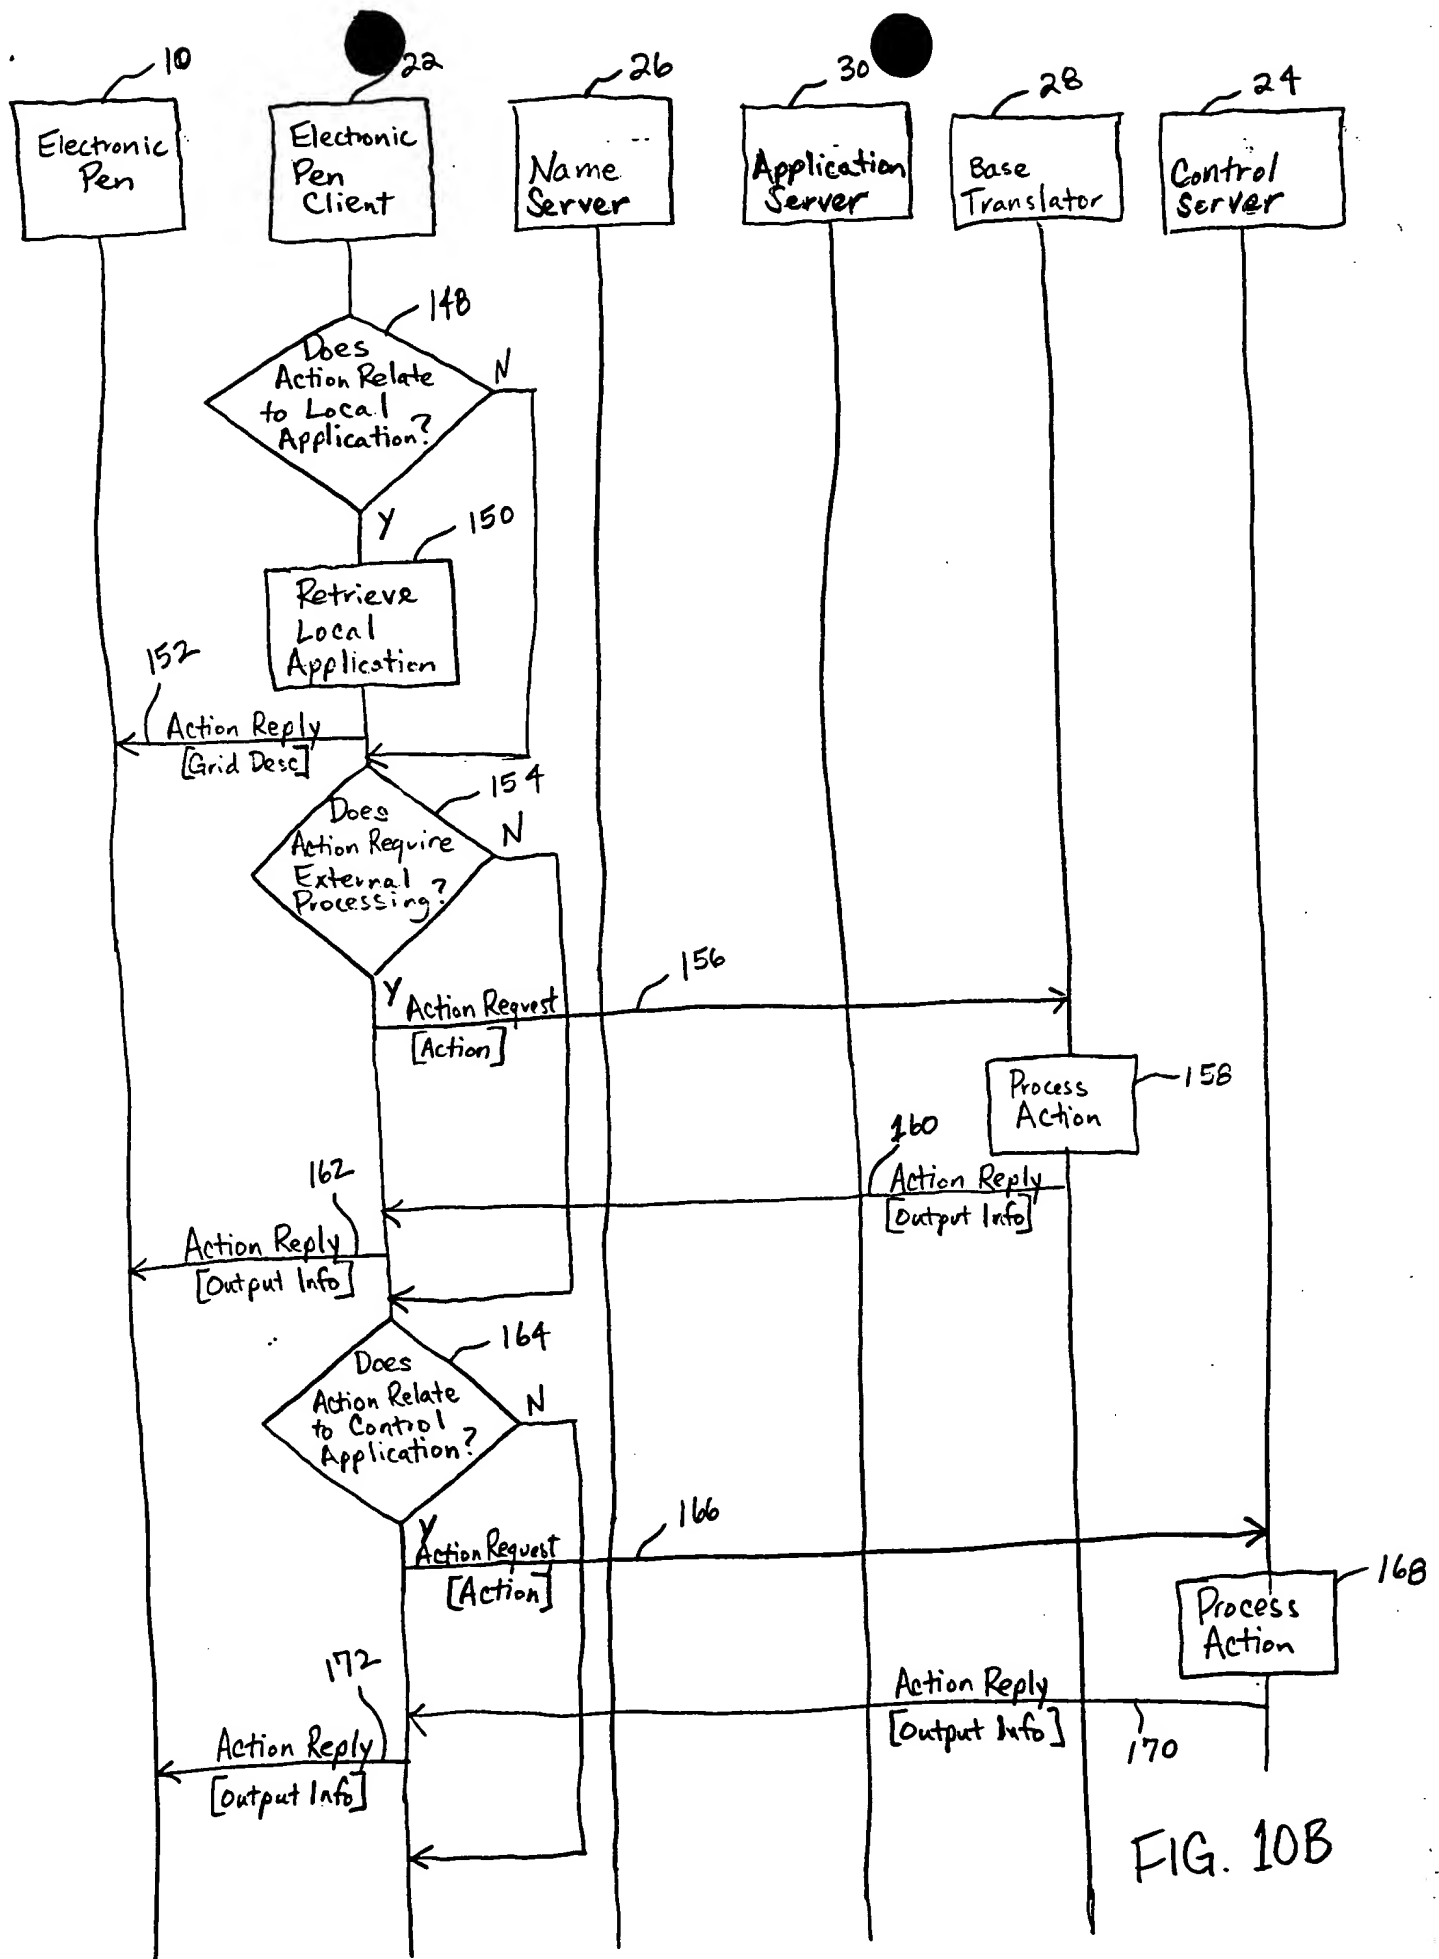 10
22
26
30
28
24
Electronic
Pen
Electronic
Pen
Client
Name
Server
Application
Server
Base
Translator
Control
Server
148
Does
Action Relate
to Local
Application?
N
Y
150
Retrieve
Local
Application
152
Action Reply
[Grid Desc]
154
Does
Action Require
External
Processing?
N
Y
156
Action Request
[Action]
Process
Action
158
160
Action Reply
[Output Info]
162
Action Reply
[Output Info]
164
Does
Action Relate
to Control
Application?
N
Y
166
Action Request
[Action]
168
Process
Action
Action Reply
[Output Info]
170
172
Action Reply
[Output Info]
FIG. 10B